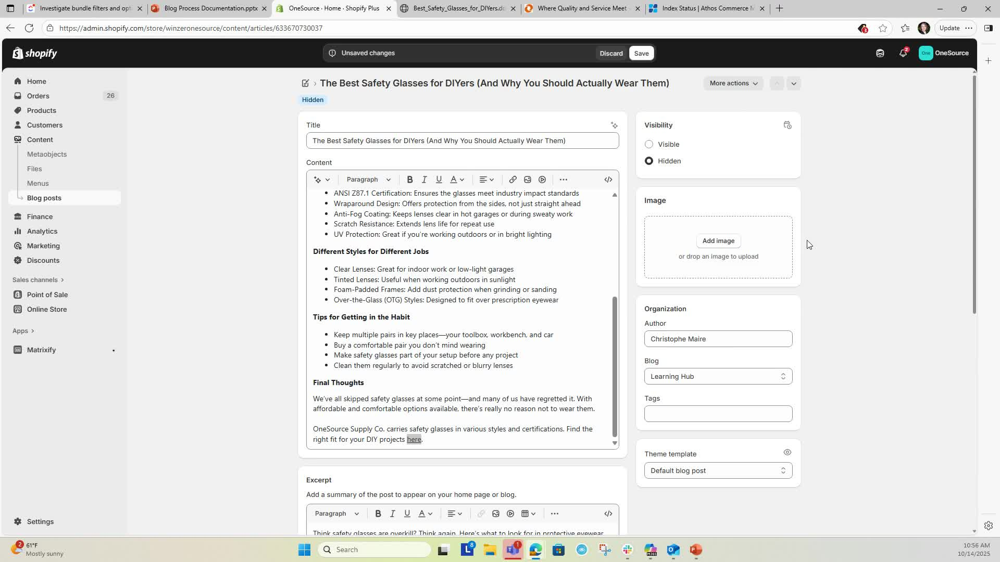 Investigate bundle filters and opt
Blog Process Documentation.pptx
OneSource · Home · Shopify Plus
Best_Safety_Glasses_for_DIYers.do
Where Quality and Service Meet
Index Status | Athos Commerce M
https://admin.shopify.com/store/winzeronesource/content/articles/633670730037
3
Update
shopify
Unsaved changes
Discard
Save
2
One
OneSource
Home
Orders
26
Products
Customers
Content
Metaobjects
Files
Menus
Blog posts
Finance
Analytics
Marketing
Discounts
Sales channels
Point of Sale
Online Store
Apps
Matrixify
Settings
The Best Safety Glasses for DIYers (And Why You Should Actually Wear Them)
More actions
Hidden
Title
The Best Safety Glasses for DIYers (And Why You Should Actually Wear Them)
Content
Paragraph
B I U A
ANSI Z87.1 Certification: Ensures the glasses meet industry impact standards
Wraparound Design: Offers protection from the sides, not just straight ahead
Anti-Fog Coating: Keeps lenses clear in hot garages or during sweaty work
Scratch Resistance: Extends lens life for repeat use
UV Protection: Great if you're working outdoors or in bright lighting
Different Styles for Different Jobs
Clear Lenses: Great for indoor work or low-light garages
Tinted Lenses: Useful when working outdoors in sunlight
Foam-Padded Frames: Add dust protection when grinding or sanding
Over-the-Glass (OTG) Styles: Designed to fit over prescription eyewear
Tips for Getting in the Habit
Keep multiple pairs in key places—your toolbox, workbench, and car
Buy a comfortable pair you don't mind wearing
Make safety glasses part of your setup before any project
Clean them regularly to avoid scratched or blurry lenses
Final Thoughts
We've all skipped safety glasses at some point—and many of us have regretted it. With
affordable and comfortable options available, there's really no reason not to wear them.
OneSource Supply Co. carries safety glasses in various styles and certifications. Find the
right fit for your DIY projects here.
Excerpt
Add a summary of the post to appear on your home page or blog.
Paragraph
B I U A
Think safety glasses are overkill? Think again. Here's what to look for in protective eyewear
Visibility
Visible
Hidden
Image
Add image
or drop an image to upload
Organization
Author
Christophe Maire
Blog
Learning Hub
Tags
Theme template
Default blog post
2
61°F
Mostly sunny
Search
8
1
M365
10:56 AM
10/14/2025